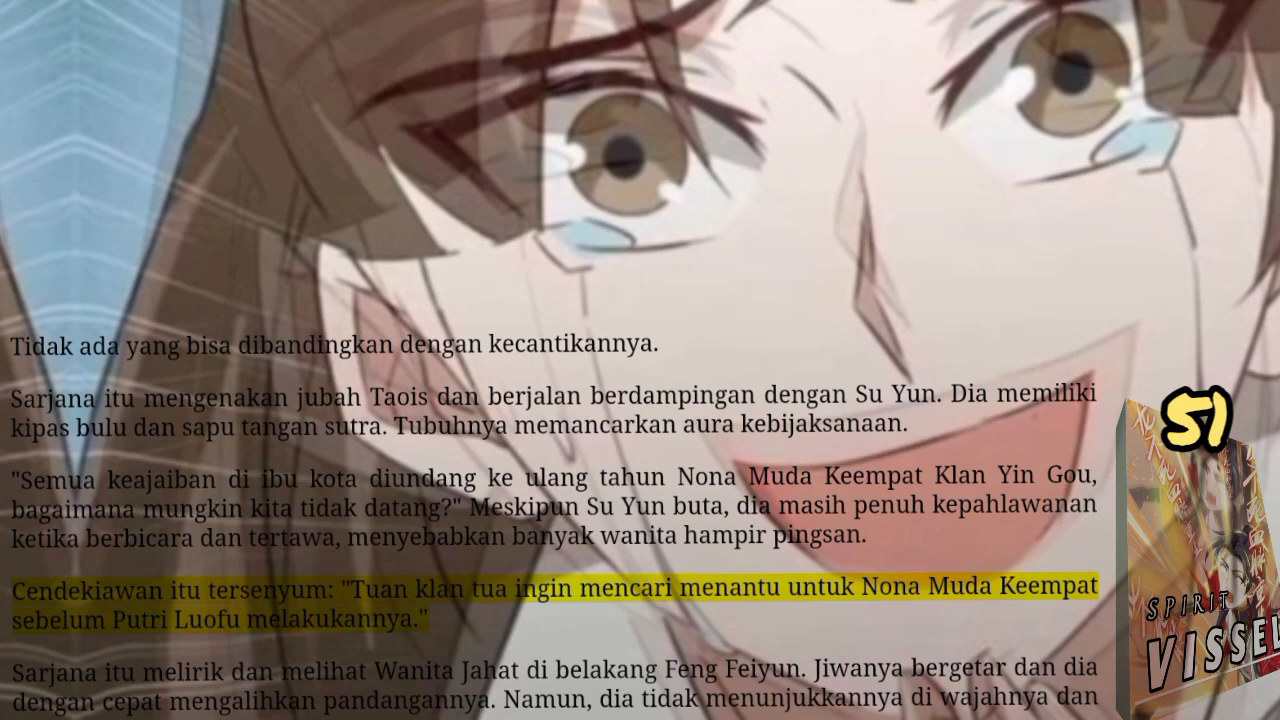 Tidak ada yang bisa dibandingkan dengan kecantikannya.
Sarjana itu mengenakan jubah Taois dan berjalan berdampingan dengan Su Yun. Dia memiliki
kipas bulu dan sapu tangan sutra. Tubuhnya memancarkan aura kebijaksanaan.
"Semua keajaiban di ibu kota diundang ke ulang tahun Nona Muda Keempat Klan Yin Gou,
bagaimana mungkin kita tidak datang?" Meskipun Su Yun buta, dia masih penuh kepahlawanan
ketika berbicara dan tertawa, menyebabkan banyak wanita hampir pingsan.
Cendekiawan itu tersenyum: "Tuan klan tua ingin mencari menantu untuk Nona Muda Keempat
sebelum Putri Luofu melakukannya."
Sarjana itu melirik dan melihat Wanita Jahat di belakang Feng Feiyun. Jiwanya bergetar dan dia
dengan cepat mengalihkan pandangannya. Namun, dia tidak menunjukkannya di wajahnya dan
51
SPIRIT
VISSEL